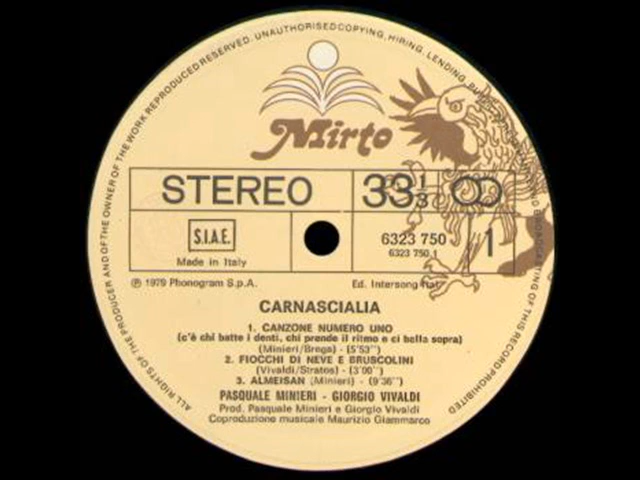 ALL RIGHTS OF THE PRODUCER AND OF THE OWNER OF THE WORK REPRODUCED RESERVED. UNAUTHORISED COPYING, HIRING, LENDING, BROADCASTING OF THIS RECORD PROHIBITED
Mirto
STEREO 33 1/3
S.I.A.E.
6323 750
6323 750.1
1
Made in Italy
℗ 1979 Phonogram S.p.A.
Ed. Intersong Ital.
CARNASCIALIA
1. CANZONE NUMERO UNO
(c'è chi batte i denti, chi prende il ritmo e ci balla sopra)
(Minieri/Brega) - (5'53'')
2. FIOCCHI DI NEVE E BRUSCOLINI
(Vivaldi/Stratos) - (3'00'')
3. ALMEISAN (Minieri) - (9'36'')
PASQUALE MINIERI - GIORGIO VIVALDI
Prod. Pasquale Minieri e Giorgio Vivaldi
Coproduzione musicale Maurizio Giammarco